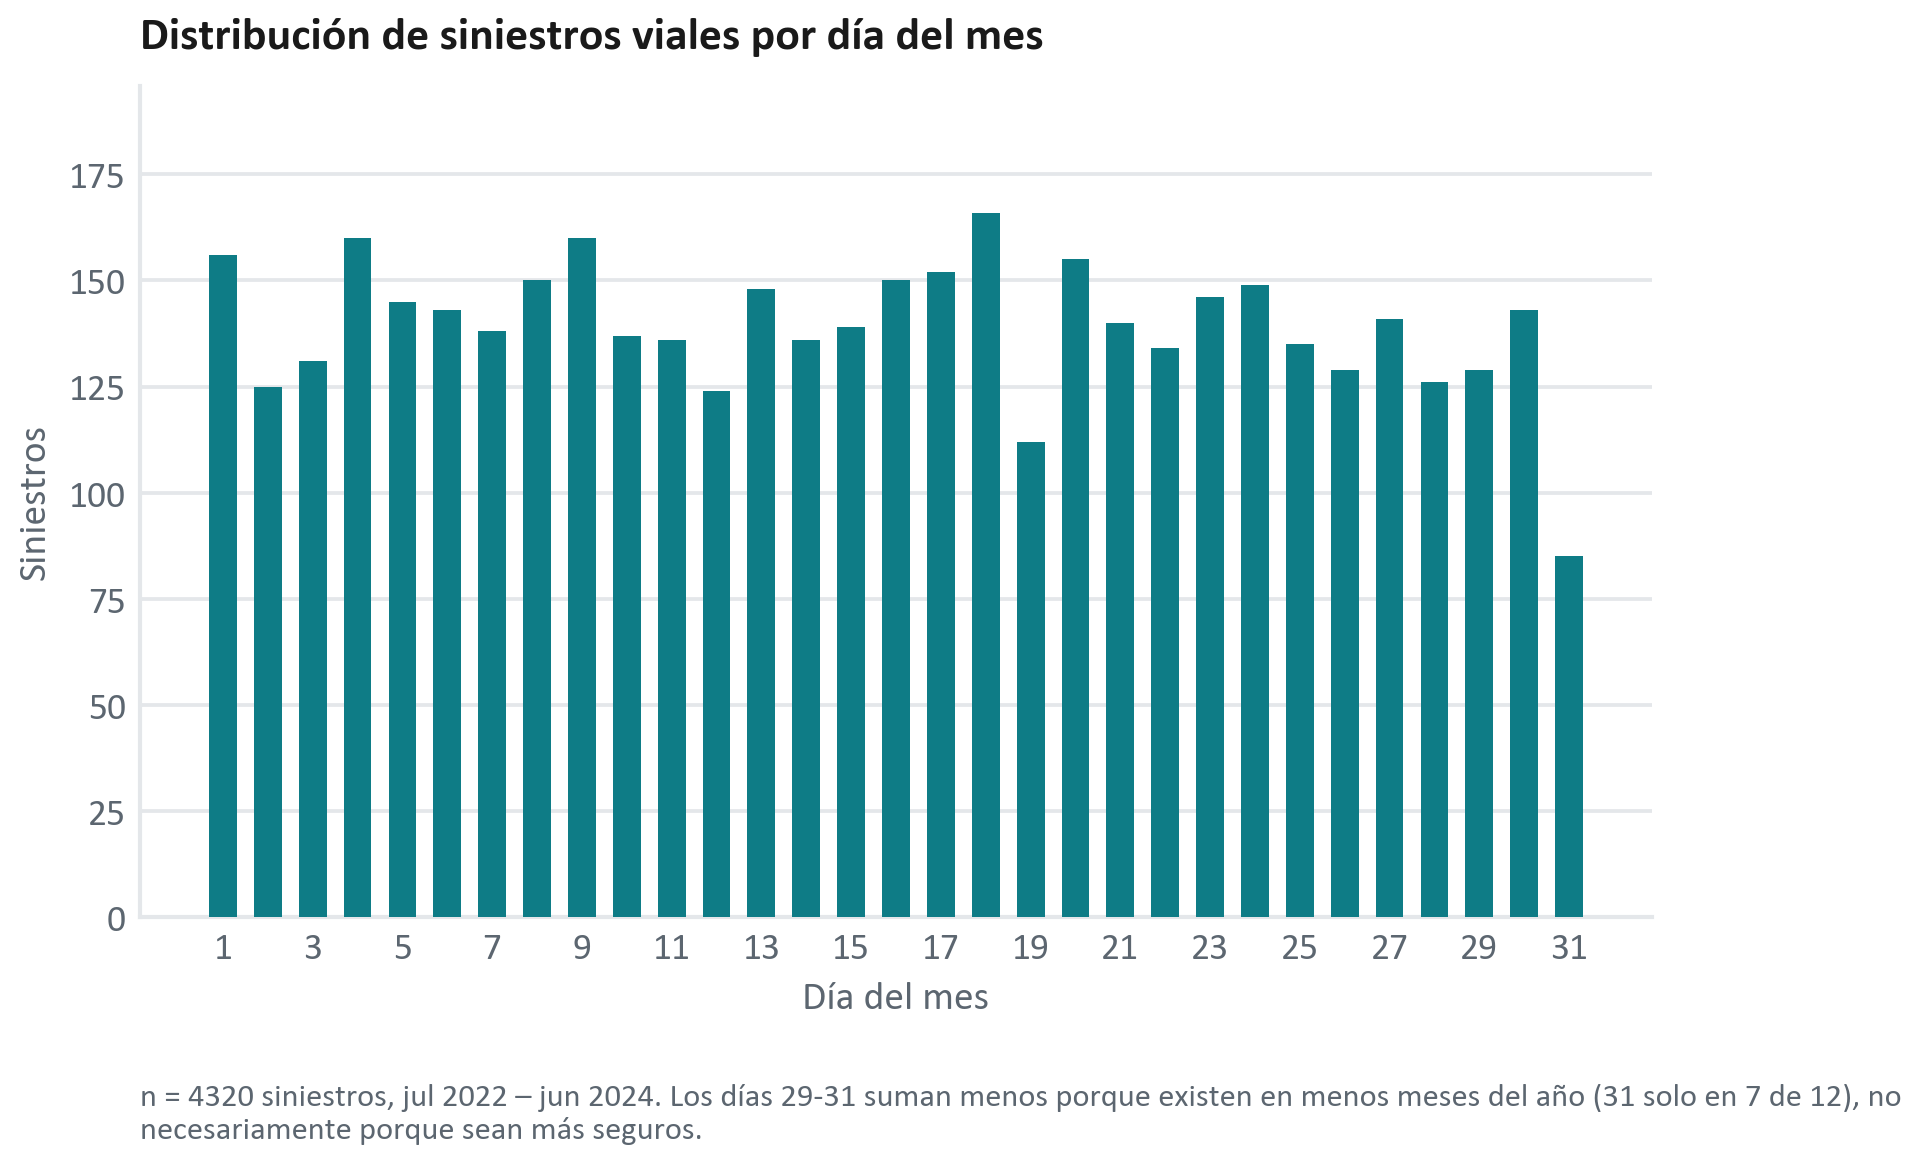 Distribución de siniestros viales por día del mes
Siniestros
175
150
125
100
75
50
25
0
1 3 5 7 9 11 13 15 17 19 21 23 25 27 29 31
Día del mes
n = 4320 siniestros, jul 2022 – jun 2024. Los días 29-31 suman menos porque existen en menos meses del año (31 solo en 7 de 12), no
necesariamente porque sean más seguros.